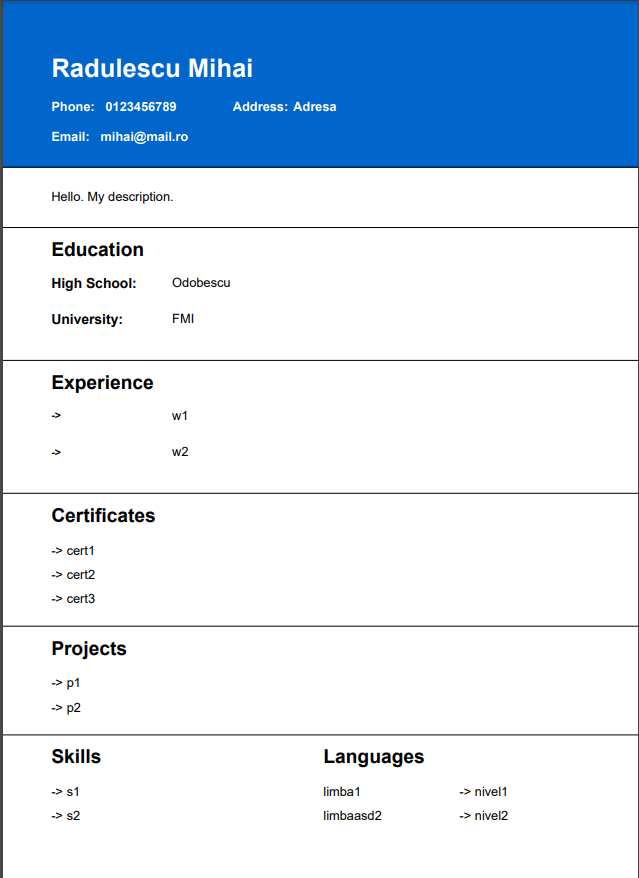 Radulescu Mihai
Phone: 0123456789 Address: Adresa
Email: mihai@mail.ro
Hello. My description.
Education
High School: Odobescu
University: FMI
Experience
-> w1
-> w2
Certificates
-> cert1
-> cert2
-> cert3
Projects
-> p1
-> p2
Skills
-> s1
-> s2
Languages
limba1 -> nivel1
limbaasd2 -> nivel2